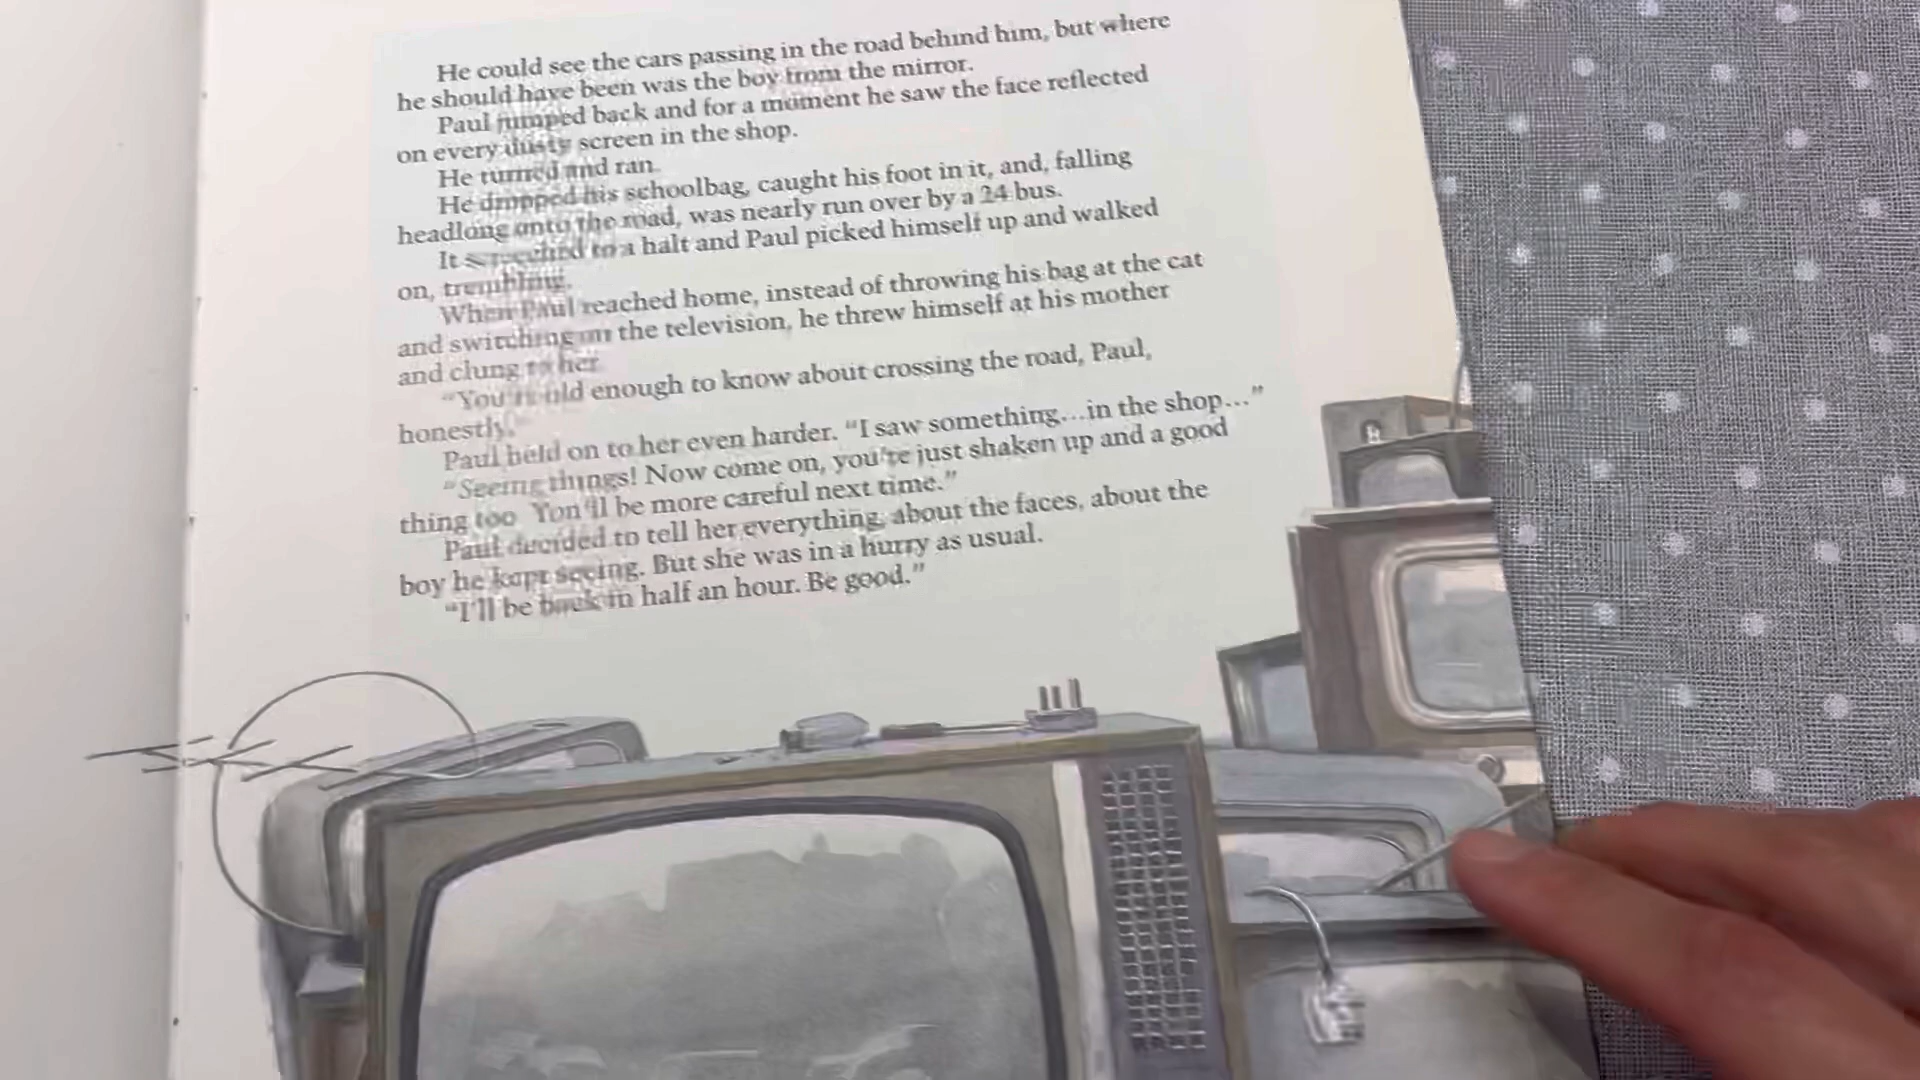 He could see the cars passing in the road behind him, but where
he should have been was the boy from the mirror.
Paul jumped back and for a moment he saw the face reflected
on every dusty screen in the shop.
He turned and ran.
He dropped his schoolbag, caught his foot in it, and, falling
headlong onto the road, was nearly run over by a 24 bus.
It screeched to a halt and Paul picked himself up and walked
on, trembling.
When Paul reached home, instead of throwing his bag at the cat
and switching on the television, he threw himself at his mother
and clung to her.
“You're old enough to know about crossing the road, Paul,
honestly.”
Paul held on to her even harder. “I saw something...in the shop...”
“Seeing things! Now come on, you're just shaken up and a good
thing too. You'll be more careful next time.”
Paul decided to tell her everything, about the faces, about the
boy he kept seeing. But she was in a hurry as usual.
“I'll be back in half an hour. Be good.”